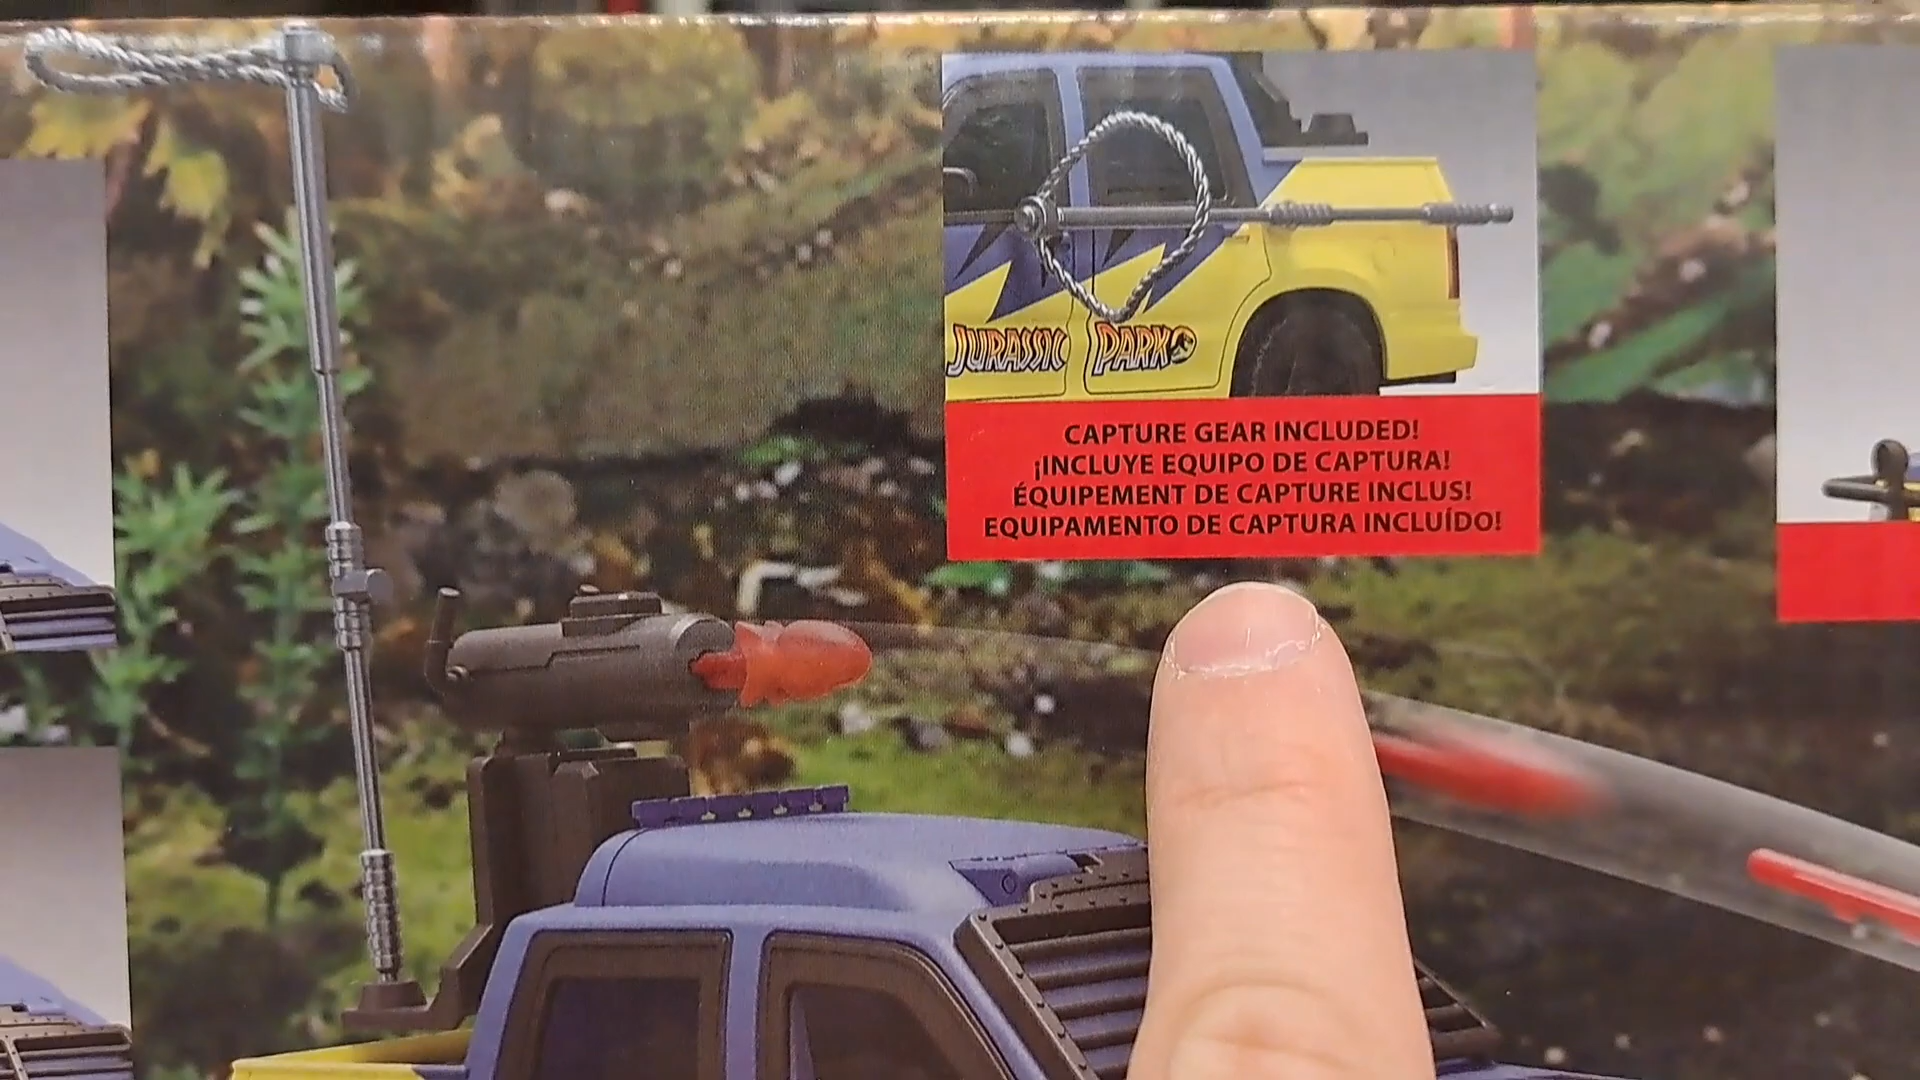 JURASSIC PARK
CAPTURE GEAR INCLUDED!
¡INCLUYE EQUIPO DE CAPTURA!
ÉQUIPEMENT DE CAPTURE INCLUS!
EQUIPAMENTO DE CAPTURA INCLUÍDO!